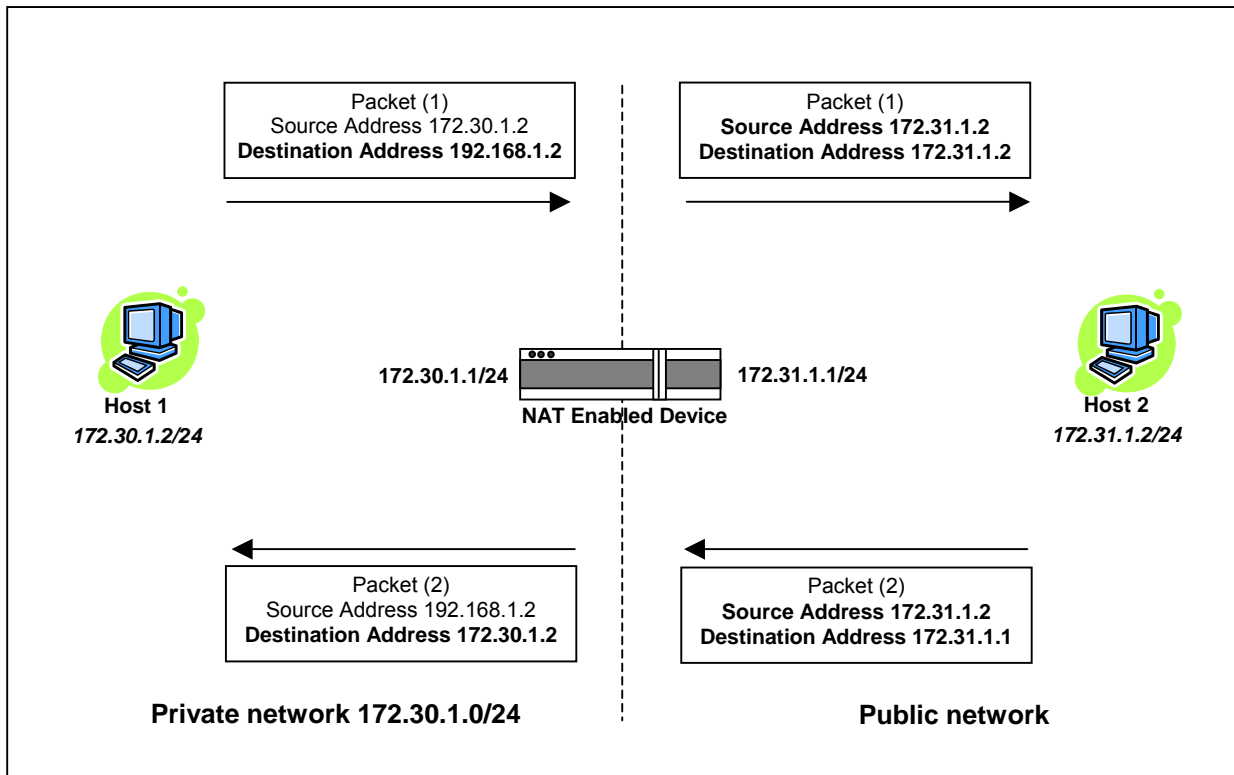 Packet (1)
Source Address 172.30.1.2
Destination Address 192.168.1.2
Packet (1)
Source Address 172.31.1.2
Destination Address 172.31.1.2
Host 1
172.30.1.2/24
172.30.1.1/24
172.31.1.1/24
NAT Enabled Device
Host 2
172.31.1.2/24
Packet (2)
Source Address 192.168.1.2
Destination Address 172.30.1.2
Packet (2)
Source Address 172.31.1.2
Destination Address 172.31.1.1
Private network 172.30.1.0/24
Public network